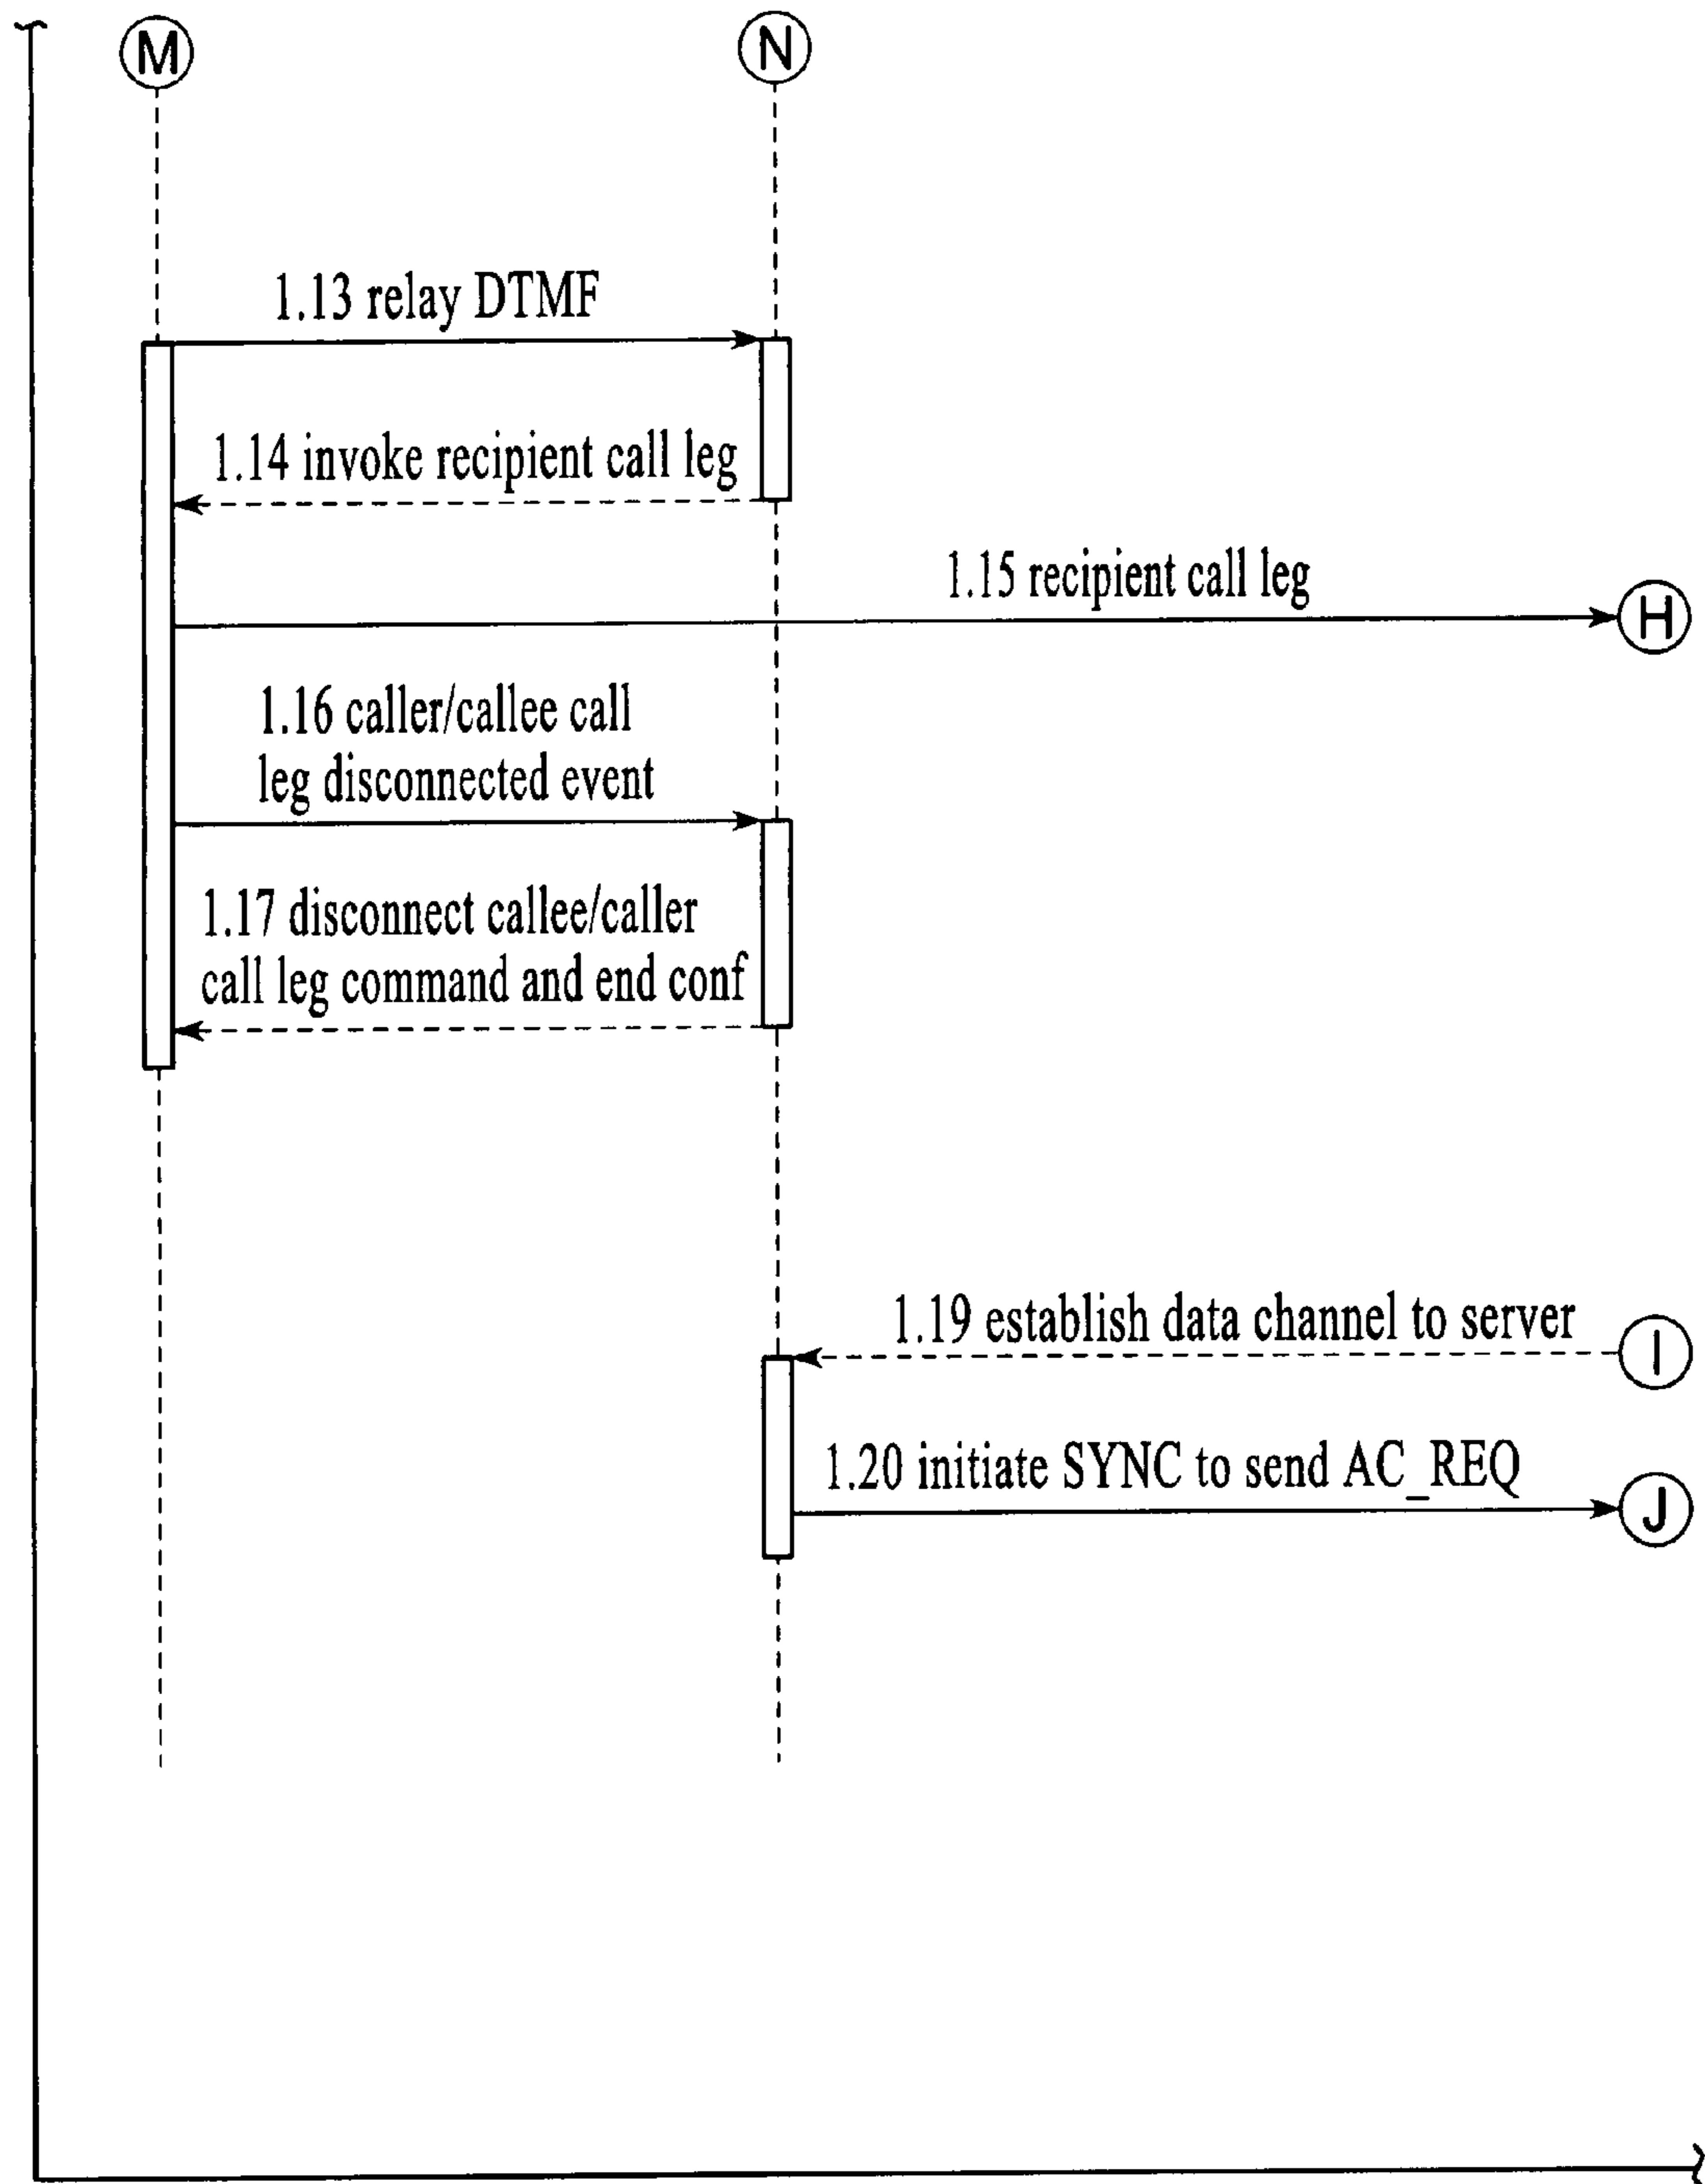 M
N
1.13 relay DTMF
1.14 invoke recipient call leg
1.15 recipient call leg
H
1.16 caller/callee call
leg disconnected event
1.17 disconnect callee/caller
call leg command and end conf
1.19 establish data channel to server
I
1.20 initiate SYNC to send AC_REQ
J